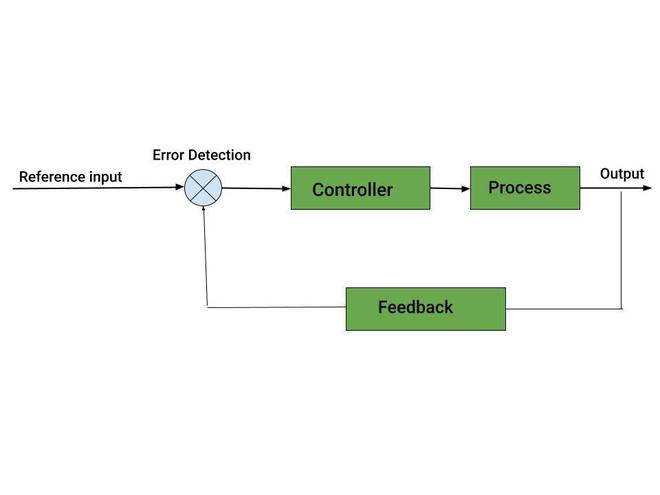 Error Detection
Reference input
Output
Controller
Process
Feedback